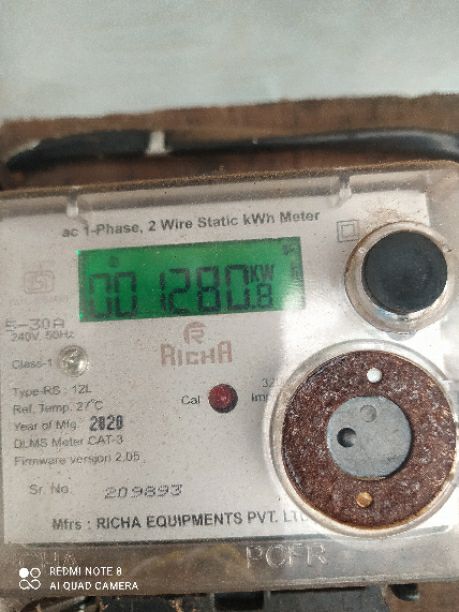 ac 1-Phase, 2 Wire Static kWh Meter
001280.8 KW
5-30A
240V, 50Hz
RICHA
Class-1
Type-RS : 12L
Cal
Ref. Temp. 27°C
Year of Mfg. 2020
DLMS Meter CAT-3
Firmware version 2.05
Sr. No. 209893
Mfrs : RICHA EQUIPMENTS PVT.
REDMI NOTE 8
AI QUAD CAMERA